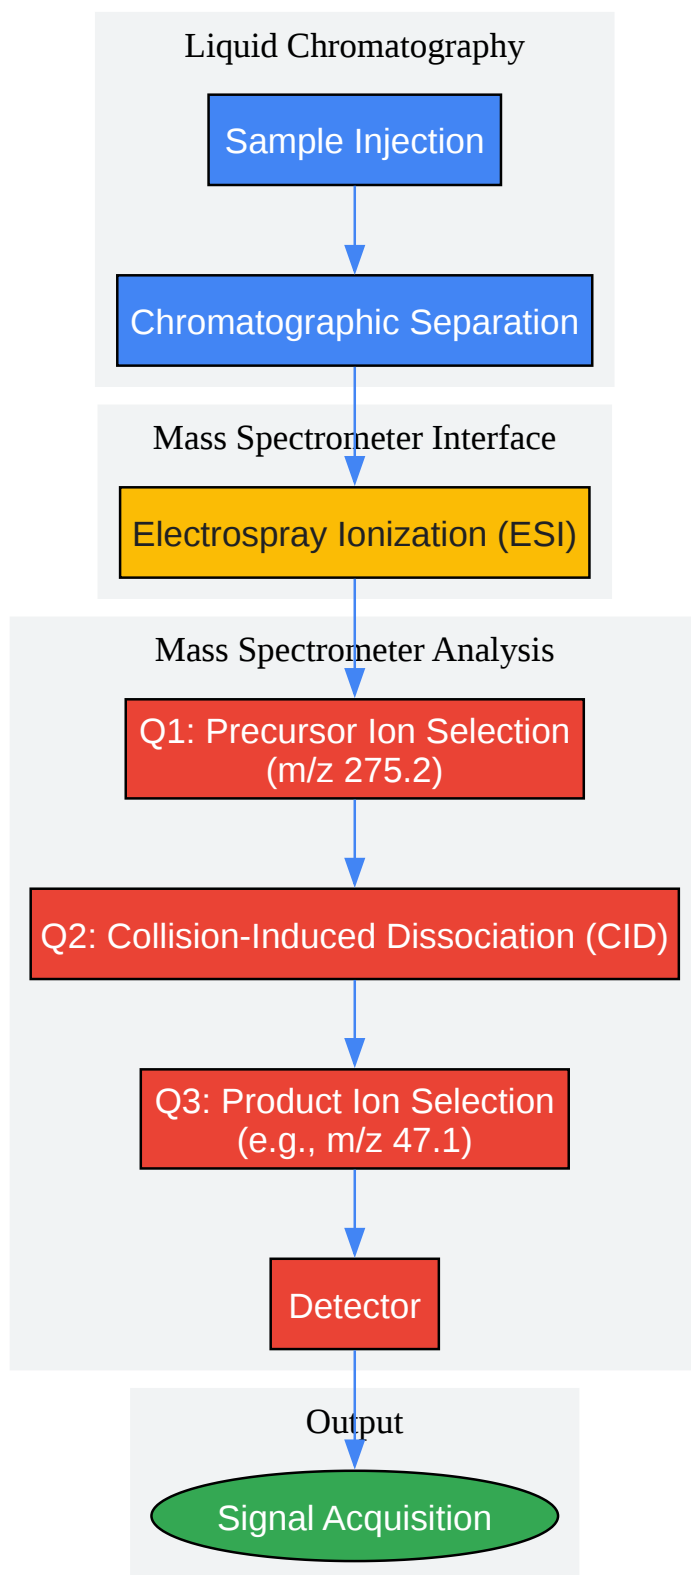 Liquid Chromatography
Sample Injection
Chromatographic Separation
Mass Spectrometer Interface
Electrospray Ionization (ESI)
Mass Spectrometer Analysis
Q1: Precursor Ion Selection
(m/z 275.2)
Q2: Collision-Induced Dissociation (CID)
Q3: Product Ion Selection
(e.g., m/z 47.1)
Detector
Output
Signal Acquisition